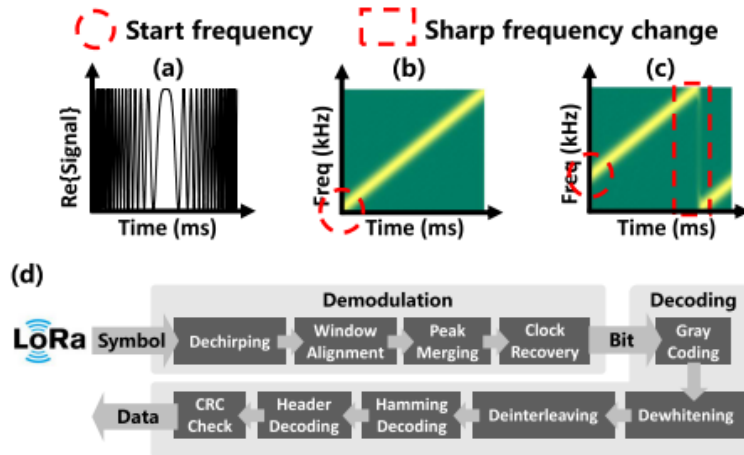 Start frequency
Sharp frequency change
(a)
(b)
(c)
Re{Signal}
Time (ms)
Freq (kHz)
Time (ms)
Freq (kHz)
Time (ms)
(d)
Demodulation
Decoding
LoRa
Symbol
Dechirping
Window
Alignment
Peak
Merging
Clock
Recovery
Bit
Gray
Coding
Data
CRC
Check
Header
Decoding
Hamming
Decoding
Deinterleaving
Dewhitening